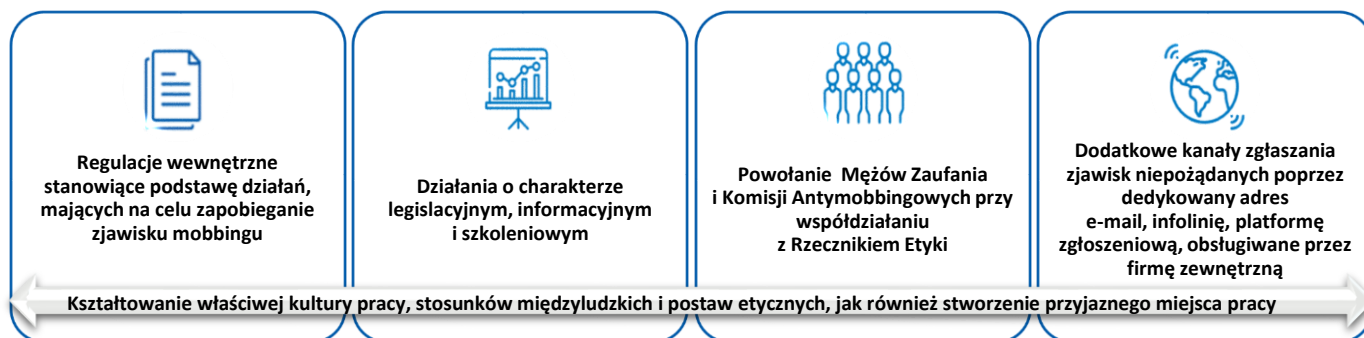 Regulacje wewnętrzne
stanowiące podstawę działań,
mających na celu zapobieganie
zjawisku mobbingu
Działania o charakterze
legislacyjnym, informacyjnym
i szkoleniowym
Powołanie Mężów Zaufania
i Komisji Antymobbingowych przy
współdziałaniu
z Rzecznikiem Etyki
Dodatkowe kanały zgłaszania
zjawisk niepożądanych poprzez
dedykowany adres
e-mail, infolinię, platformę
zgłoszeniową, obsługiwane przez
firmę zewnętrzną
Kształtowanie właściwej kultury pracy, stosunków międzyludzkich i postaw etycznych, jak również stworzenie przyjaznego miejsca pracy